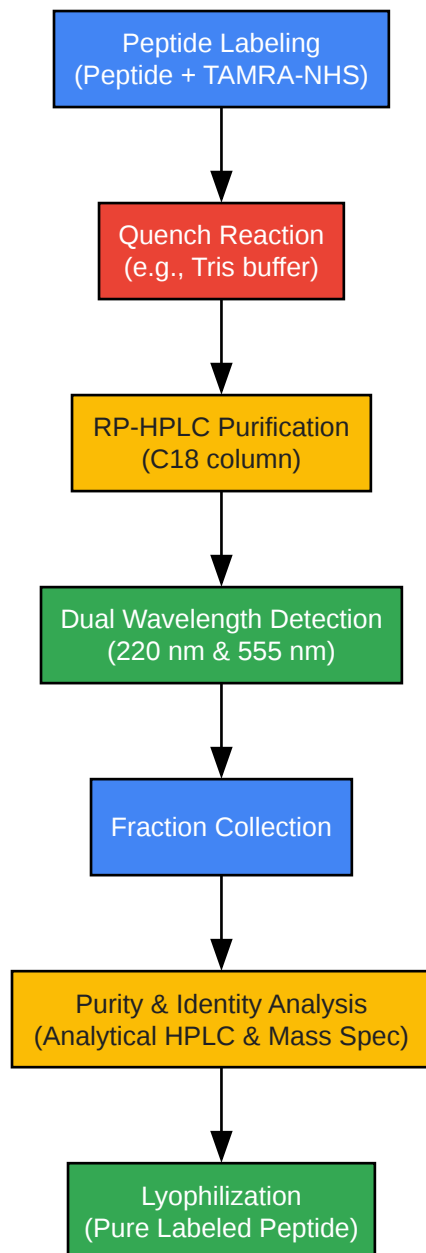 Peptide Labeling
(Peptide + TAMRA-NHS)
Quench Reaction
(e.g., Tris buffer)
RP-HPLC Purification
(C18 column)
Dual Wavelength Detection
(220 nm & 555 nm)
Fraction Collection
Purity & Identity Analysis
(Analytical HPLC & Mass Spec)
Lyophilization
(Pure Labeled Peptide)